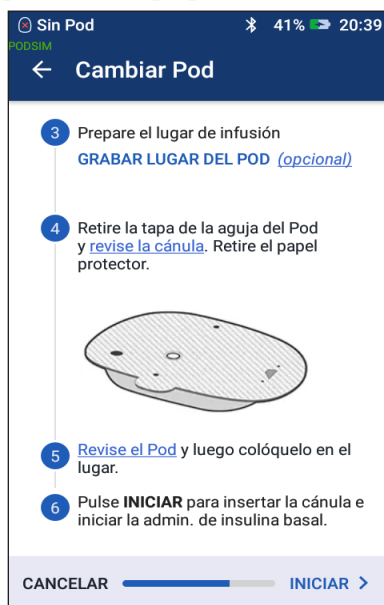 Sin Pod 41% 20:39
PODSIM
Cambiar Pod
3 Prepare el lugar de infusión
GRABAR LUGAR DEL POD (opcional)
4 Retire la tapa de la aguja del Pod
y revise la cánula. Retire el papel
protector.
5 Revise el Pod y luego colóquelo en el
lugar.
6 Pulse INICIAR para insertar la cánula e
iniciar la admin. de insulina basal.
CANCELAR INICIAR